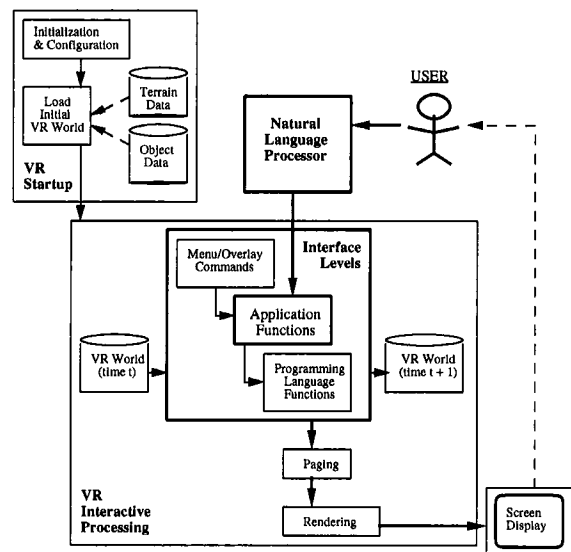 Initialization
& Configuration
Load
Initial
VR World
Terrain
Data
Object
Data
VR
Startup
USER
Natural
Language
Processor
Interface
Levels
Menu/Overlay
Commands
Application
Functions
Programming
Language
Functions
VR World
(time t)
VR World
(time t + 1)
Paging
Rendering
VR
Interactive
Processing
Screen
Display